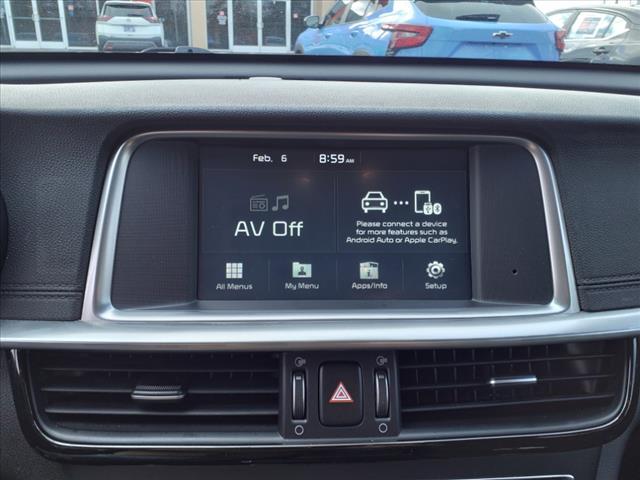 Feb. 6 8:59 AM
AV Off
Please connect a device
for more features such as
Android Auto or Apple CarPlay.
All Menus My Menu Apps/Info Setup